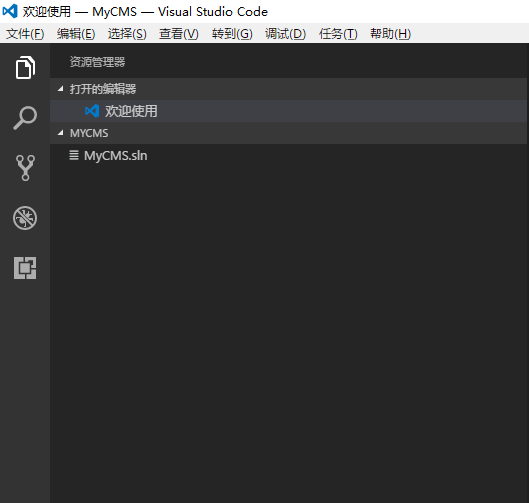 欢迎使用 — MyCMS — Visual Studio Code
文件(F) 编辑(E) 选择(S) 查看(V) 转到(G) 调试(D) 任务(T) 帮助(H)
资源管理器
打开的编辑器
欢迎使用
MYCMS
MyCMS.sln